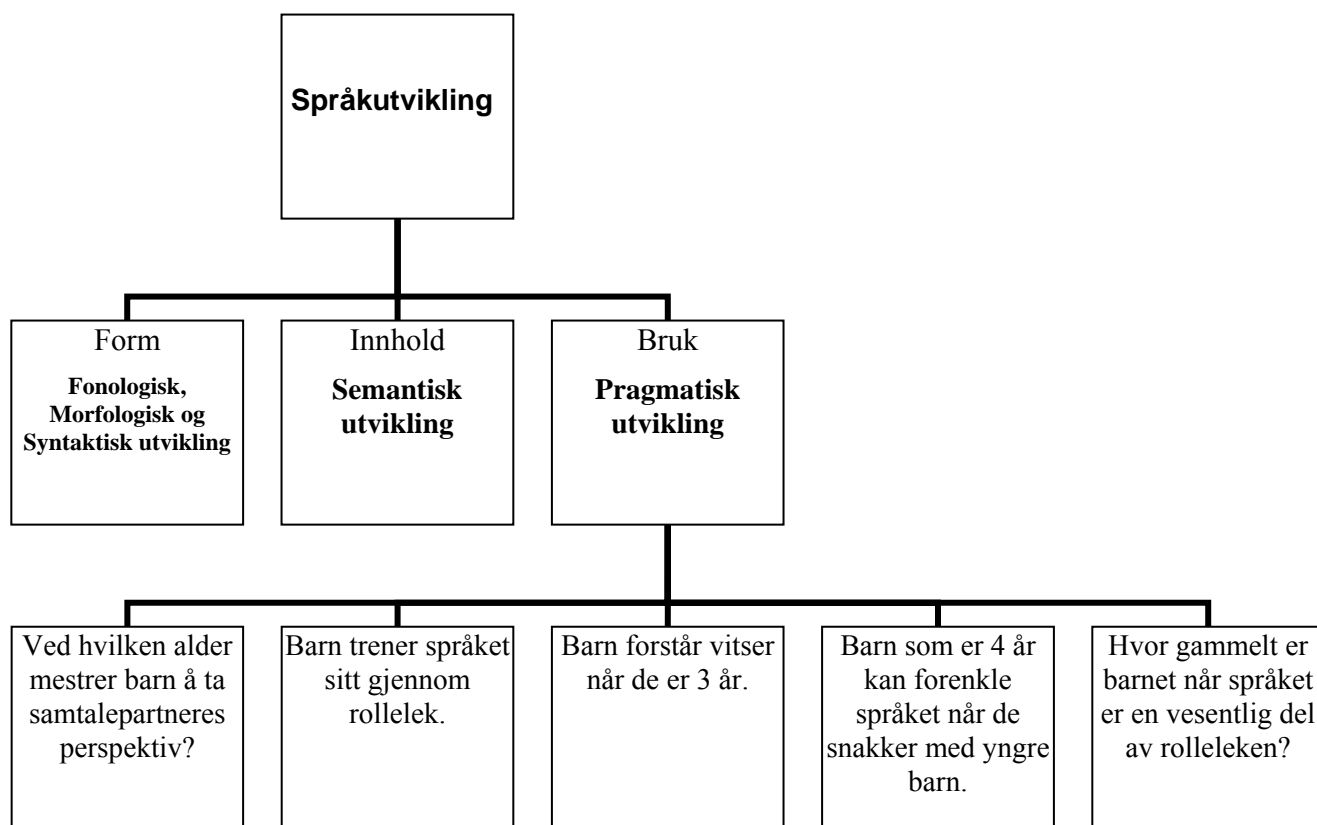 Språkutvikling
Form
Fonologisk,
Morfologisk og
Syntaktisk utvikling
Innhold
Semantisk
utvikling
Bruk
Pragmatisk
utvikling
Ved hvilken alder
mestrer barn å ta
samtalepartneres
perspektiv?
Barn trener språket
sitt gjennom
rollelek.
Barn forstår vitser
når de er 3 år.
Barn som er 4 år
kan forenkle
språket når de
snakker med yngre
barn.
Hvor gammelt er
barnet når språket
er en vesentlig del
av rolleleken?